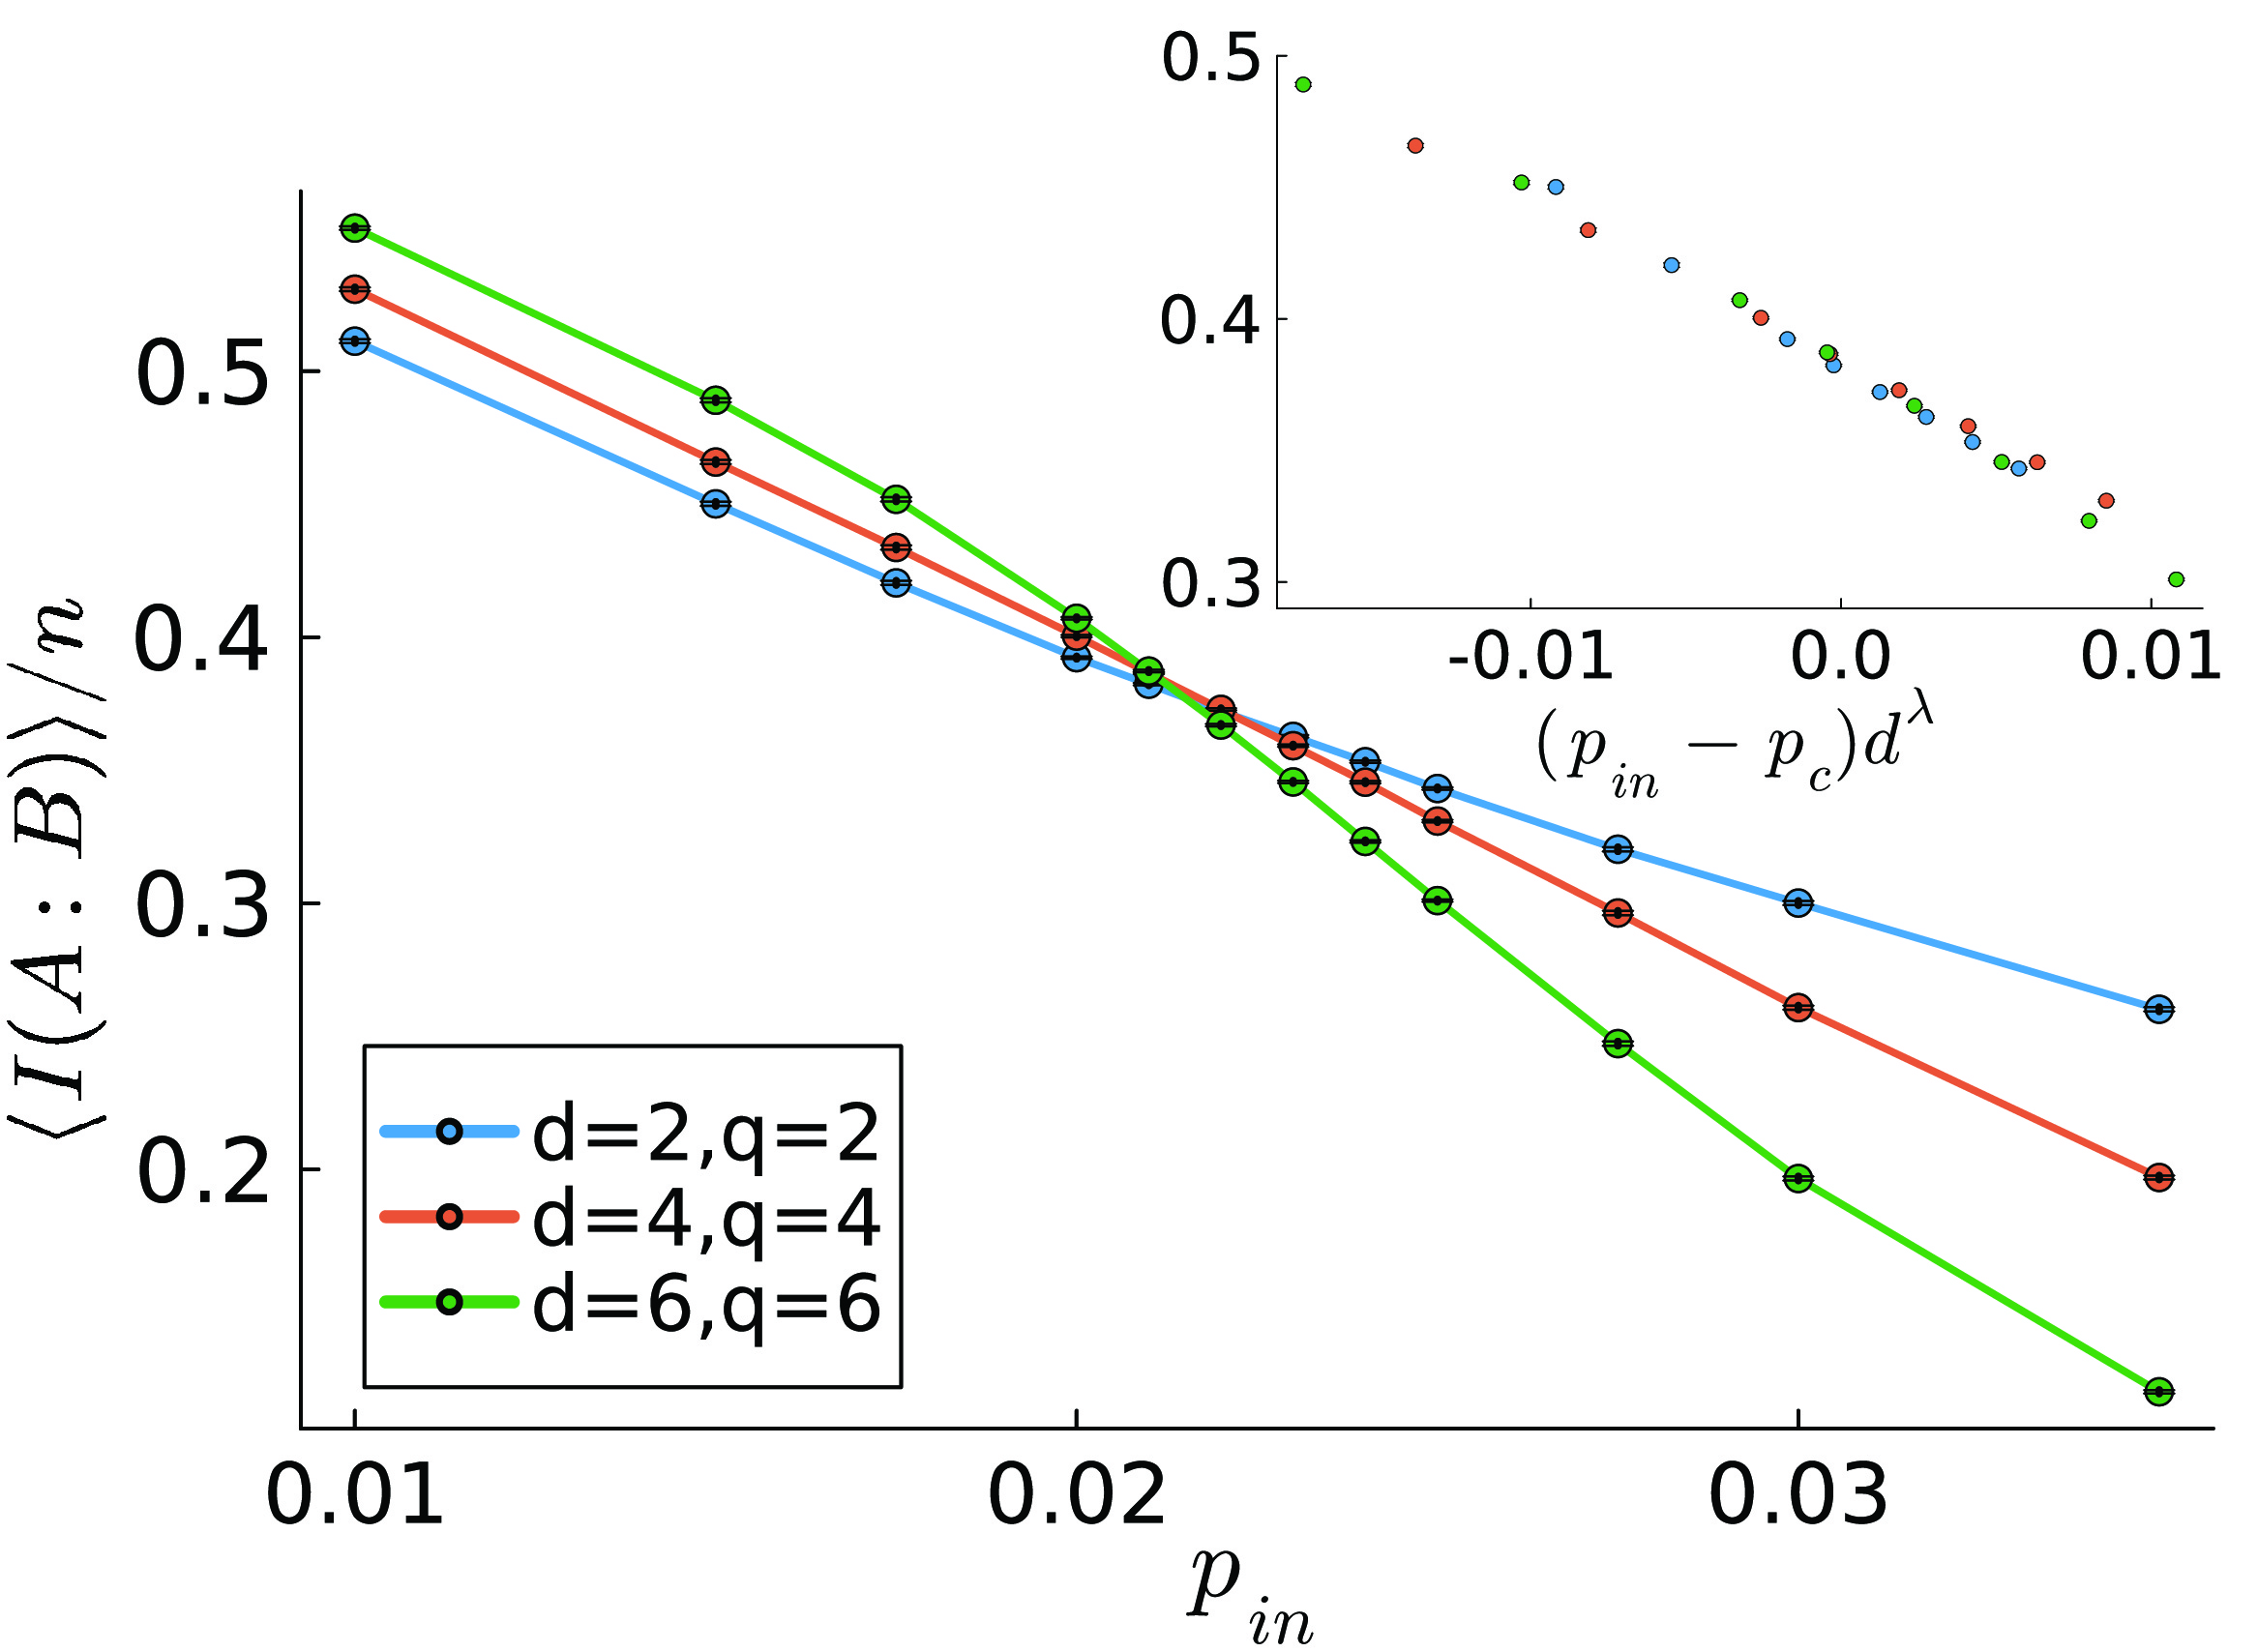 0.5
0.4
0.3
-0.01 0.0 0.01
(p_in − p_c)d^λ
⟨I(A : B)⟩/n
0.5
0.4
0.3
0.2
d=2,q=2
d=4,q=4
d=6,q=6
0.01 0.02 0.03
p_in